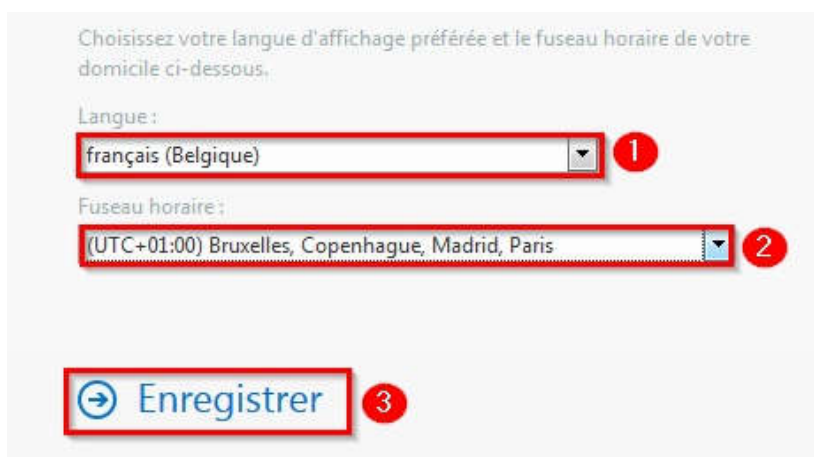 Choisissez votre langue d'affichage préférée et le fuseau horaire de votre
domicile ci-dessous.
Langue :
français (Belgique)
1
Fuseau horaire :
(UTC+01:00) Bruxelles, Copenhague, Madrid, Paris
2
Enregistrer
3